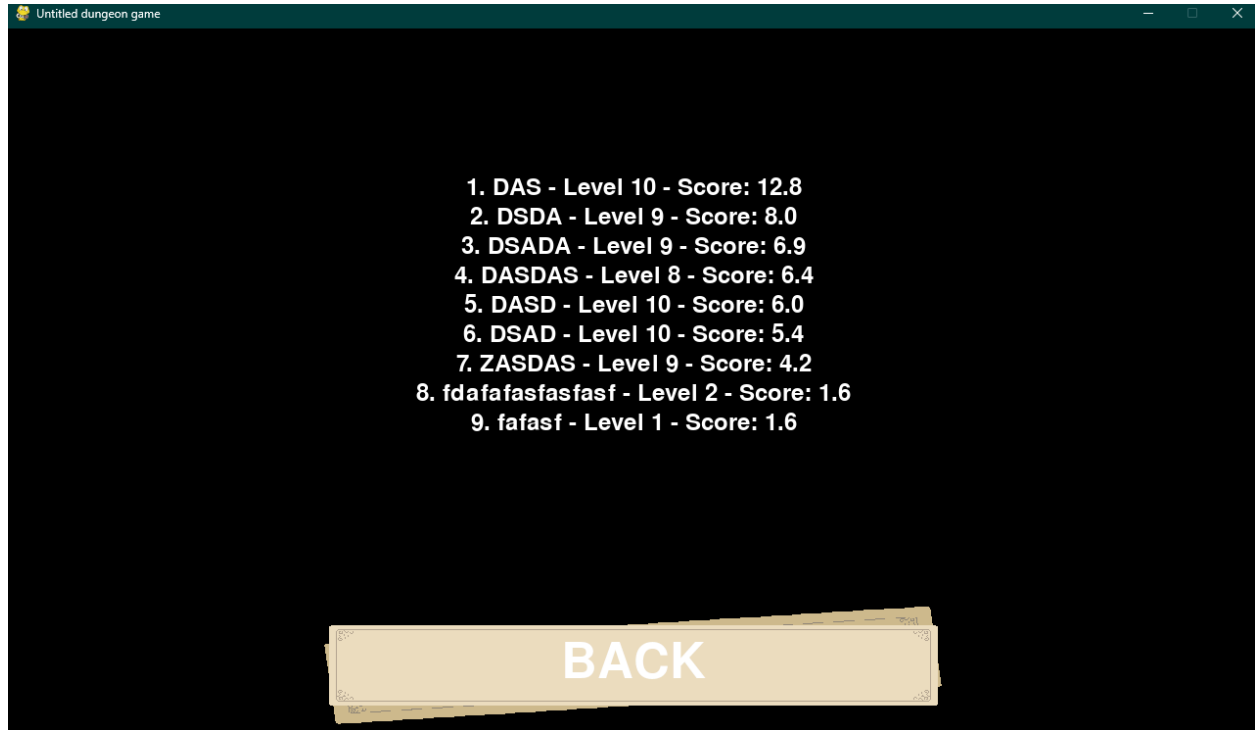 Untitled dungeon game
1. DAS - Level 10 - Score: 12.8
2. DSDA - Level 9 - Score: 8.0
3. DSADA - Level 9 - Score: 6.9
4. DASDAS - Level 8 - Score: 6.4
5. DASD - Level 10 - Score: 6.0
6. DSAD - Level 10 - Score: 5.4
7. ZASDAS - Level 9 - Score: 4.2
8. fdafafasfasfasf - Level 2 - Score: 1.6
9. fafasf - Level 1 - Score: 1.6
BACK